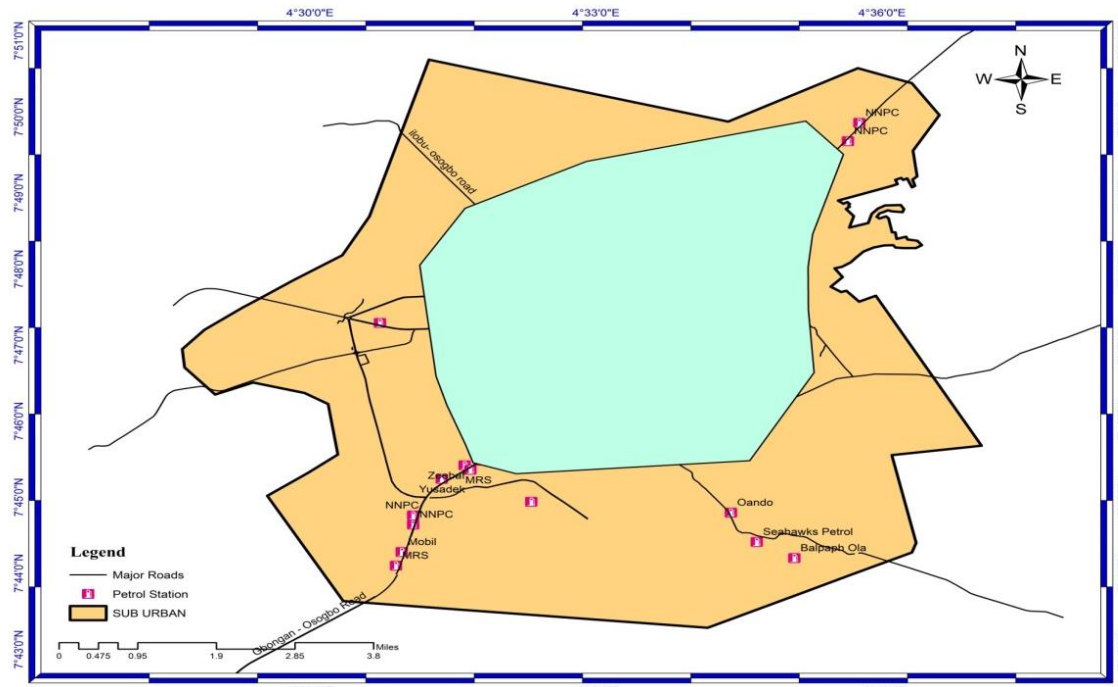 4°30'0"E
4°33'0"E
4°36'0"E
7°51'0"N
7°50'0"N
7°49'0"N
7°48'0"N
7°47'0"N
7°46'0"N
7°45'0"N
7°44'0"N
7°43'0"N
N
W E
S
NNPC
NNPC
ilobu- osogbo road
Zegbar
MRS
Yusadek
NNPC
NNPC
Mobil
MRS
Oando
Seahawks Petrol
Balpaph Ola
Gbongan - Osogbo Road
Legend
Major Roads
Petrol Station
SUB URBAN
Miles
0 0.475 0.95 1.9 2.85 3.8